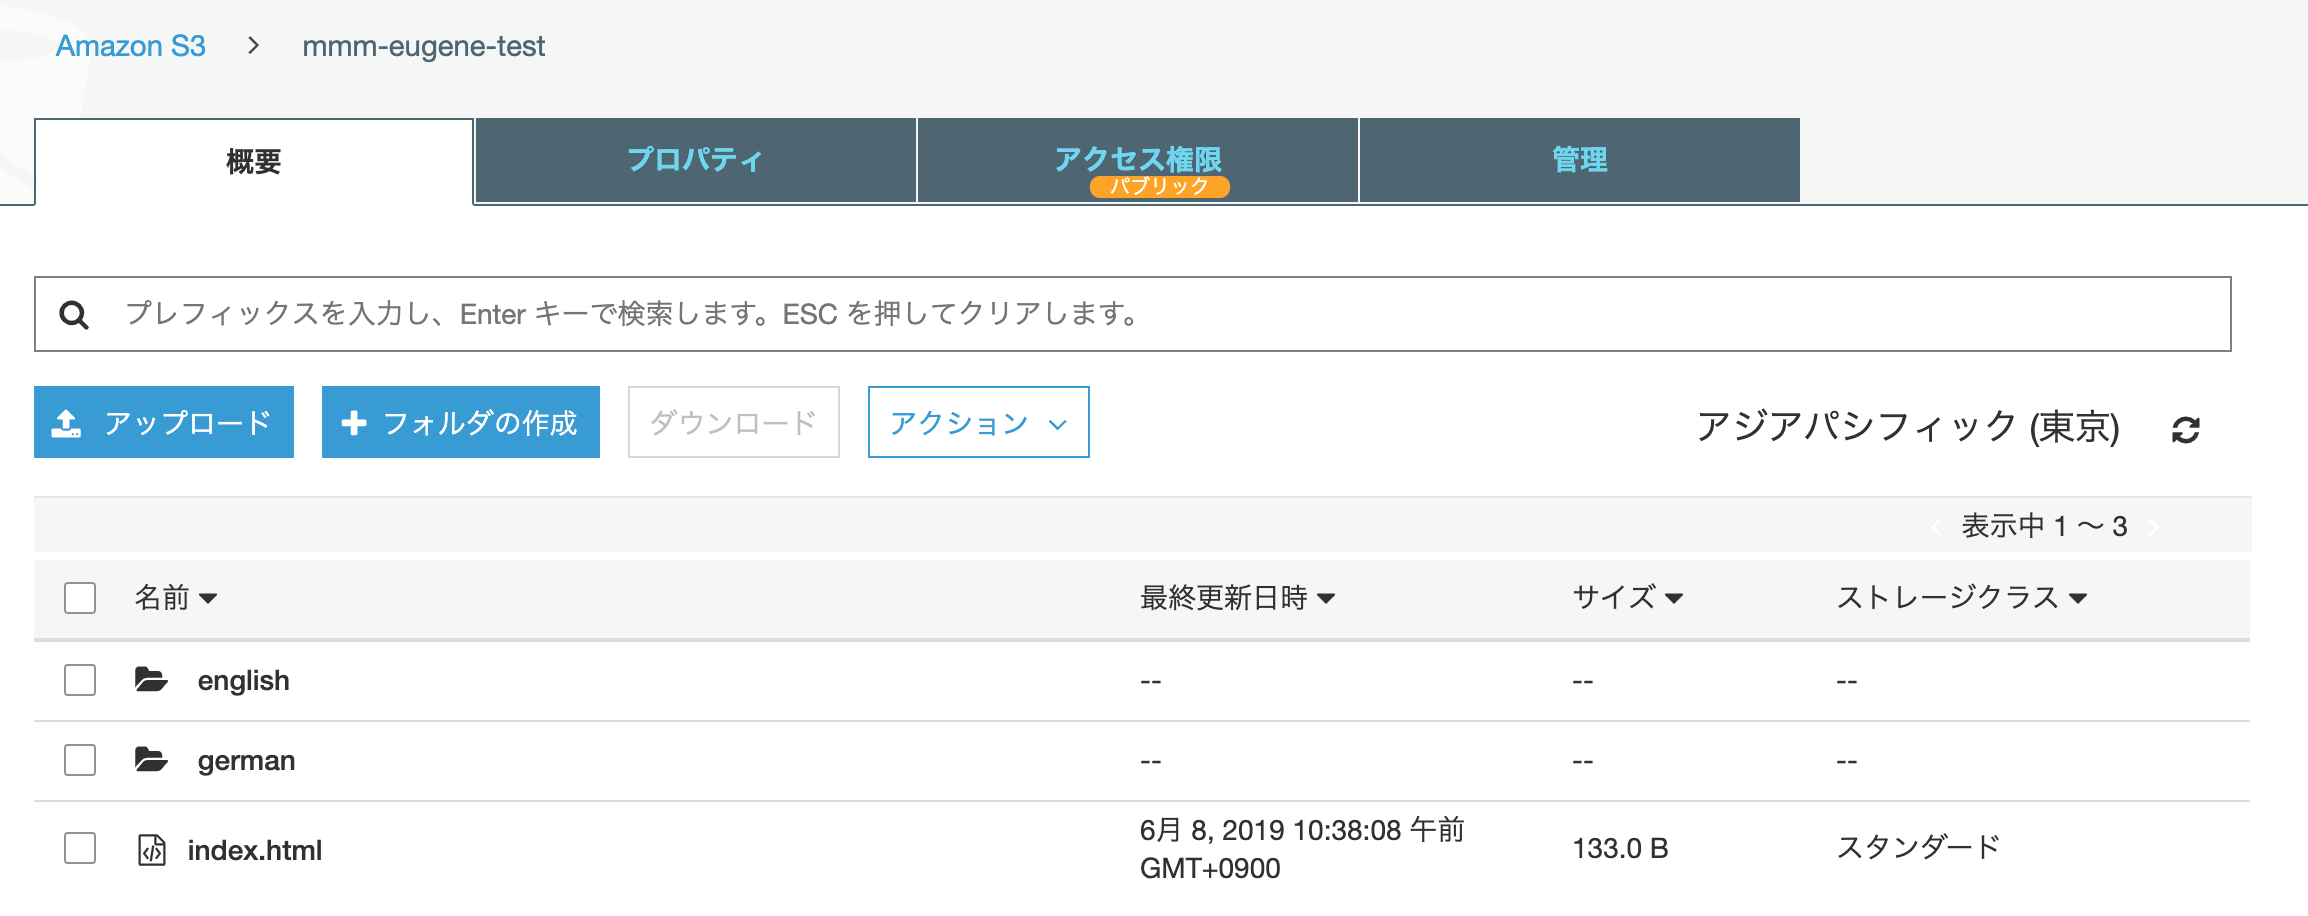 Amazon S3 > mmm-eugene-test
概要 プロパティ アクセス権限 管理
パブリック
プレフィックスを入力し、Enter キーで検索します。ESC を押してクリアします。
アップロード フォルダの作成 ダウンロード アクション アジアパシフィック (東京)
表示中 1 ～ 3
名前 最終更新日時 サイズ ストレージクラス
english -- -- --
german -- -- --
index.html 6月 8, 2019 10:38:08 午前 133.0 B スタンダード
GMT+0900